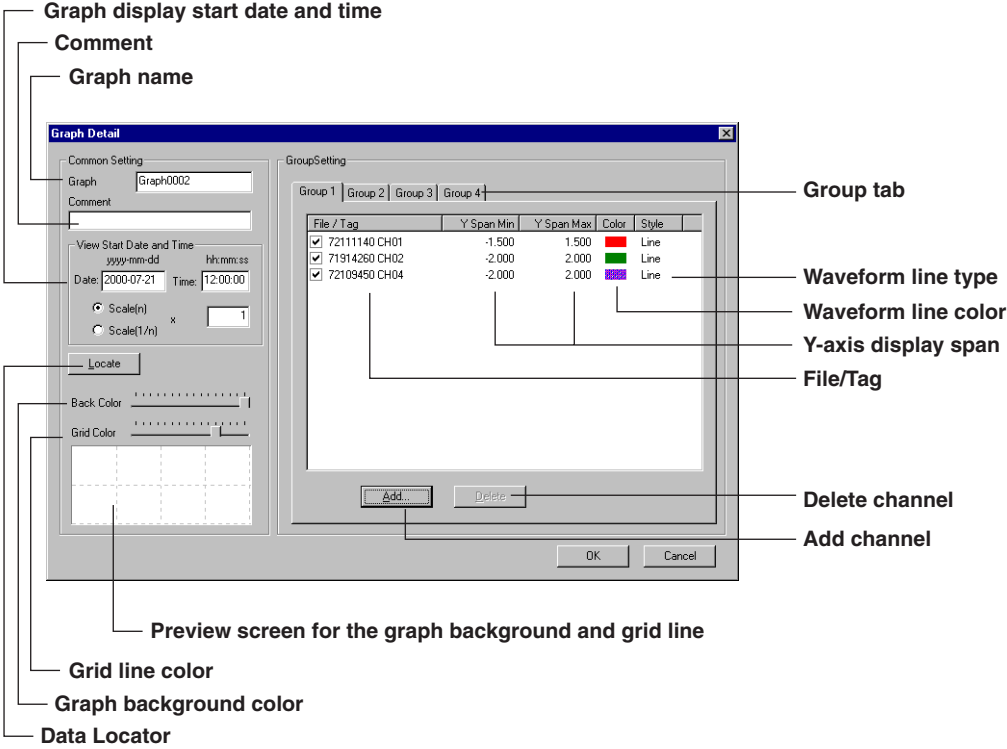 Graph display start date and time
Comment
Graph name
Graph Detail
Common Setting
Graph
Graph0002
Comment
View Start Date and Time
yyyy-mm-dd hh:mm:ss
Date: 2000-07-21 Time: 12:00:00
Scale(n)
x 1
Scale(1/n)
Locate
Back Color
Grid Color
GroupSetting
Group 1 Group 2 Group 3 Group 4
File / Tag Y Span Min Y Span Max Color Style
72111140 CH01 -1.500 1.500 Line
71914260 CH02 -2.000 2.000 Line
72109450 CH04 -2.000 2.000 Line
Add... Delete
OK Cancel
Group tab
Waveform line type
Waveform line color
Y-axis display span
File/Tag
Delete channel
Add channel
Preview screen for the graph background and grid line
Grid line color
Graph background color
Data Locator